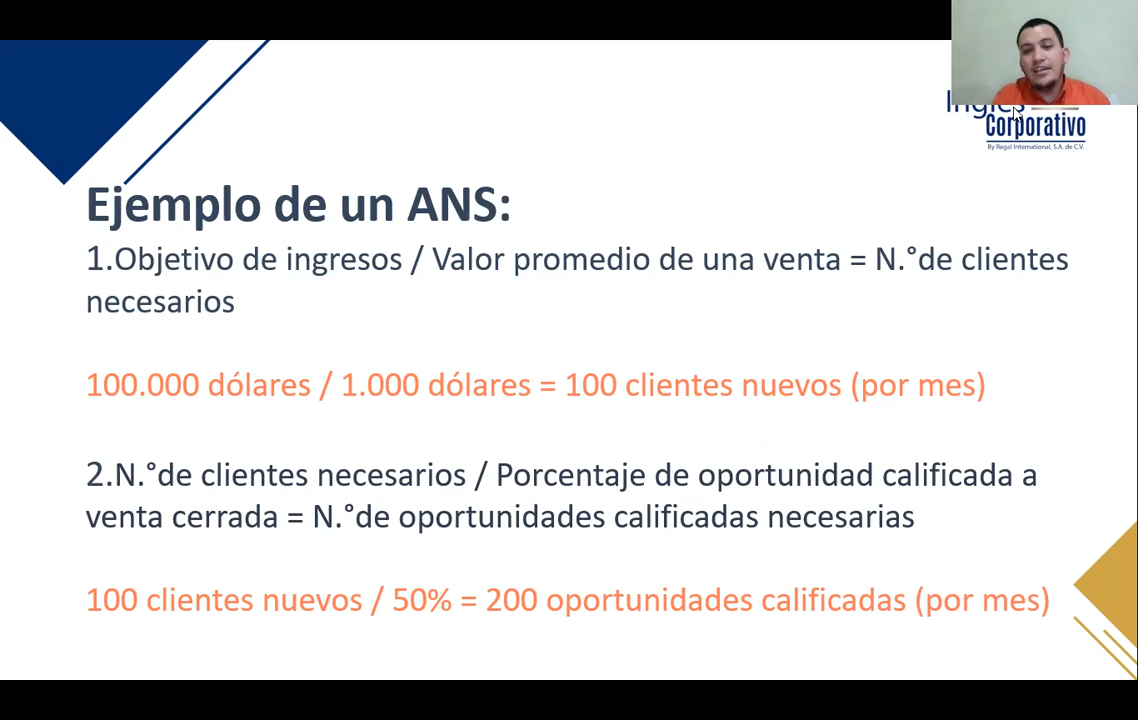 Inglés
Corporativo
By Regal International, S.A. de C.V.
Ejemplo de un ANS:
1.Objetivo de ingresos / Valor promedio de una venta = N.°de clientes
necesarios
100.000 dólares / 1.000 dólares = 100 clientes nuevos (por mes)
2.N.°de clientes necesarios / Porcentaje de oportunidad calificada a
venta cerrada = N.°de oportunidades calificadas necesarias
100 clientes nuevos / 50% = 200 oportunidades calificadas (por mes)